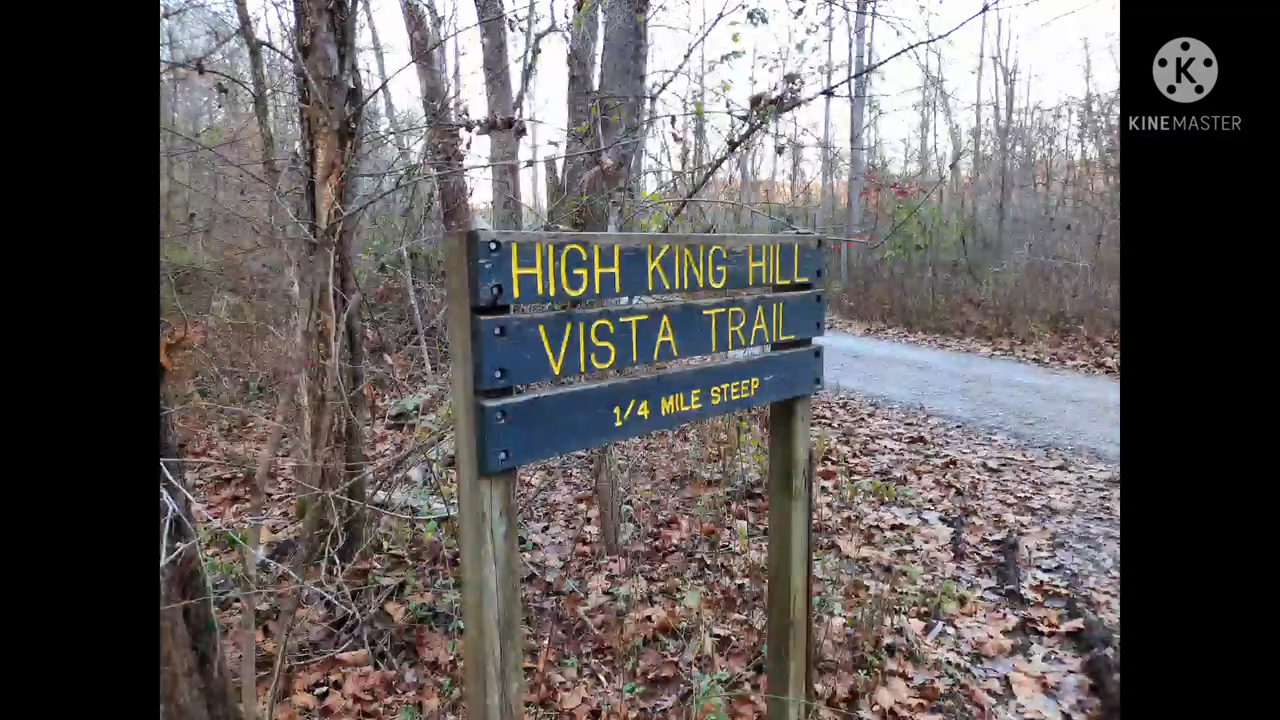 HIGH KING HILL
VISTA TRAIL
1/4 MILE STEEP
K
KINEMASTER